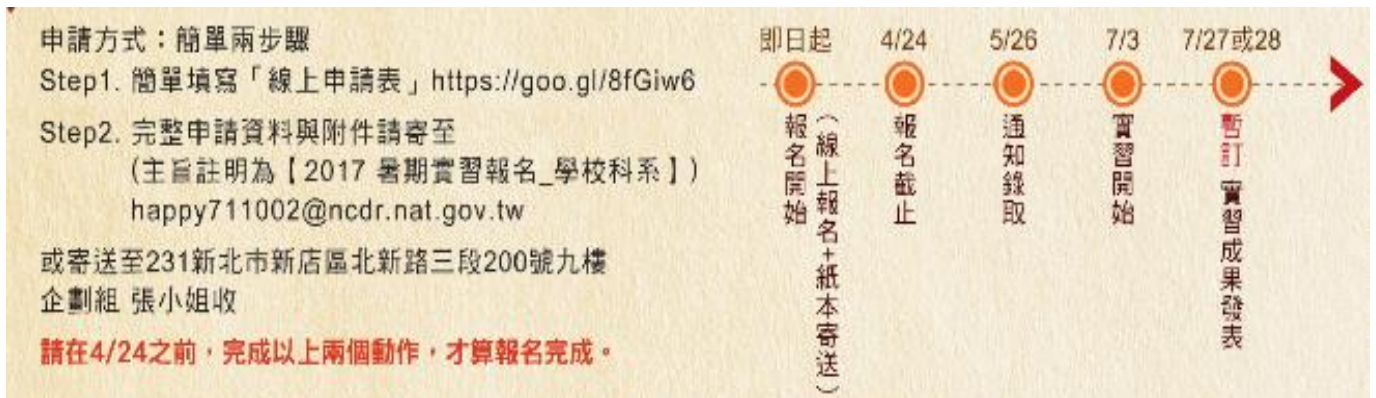 申請方式：簡單兩步驟
Step1. 簡單填寫「線上申請表」https://goo.gl/8fGiw6
Step2. 完整申請資料與附件請寄至
(主旨註明為【2017 暑期實習報名_學校科系】)
happy711002@ncdr.nat.gov.tw
或寄送至231新北市新店區北新路三段200號九樓
企劃組 張小姐收
請在4/24之前，完成以上兩個動作，才算報名完成。
即日起
報名開始
（線上報名+紙本寄送）
4/24
報名截止
5/26
通知錄取
7/3
實習開始
7/27或28
暫訂 實習成果發表